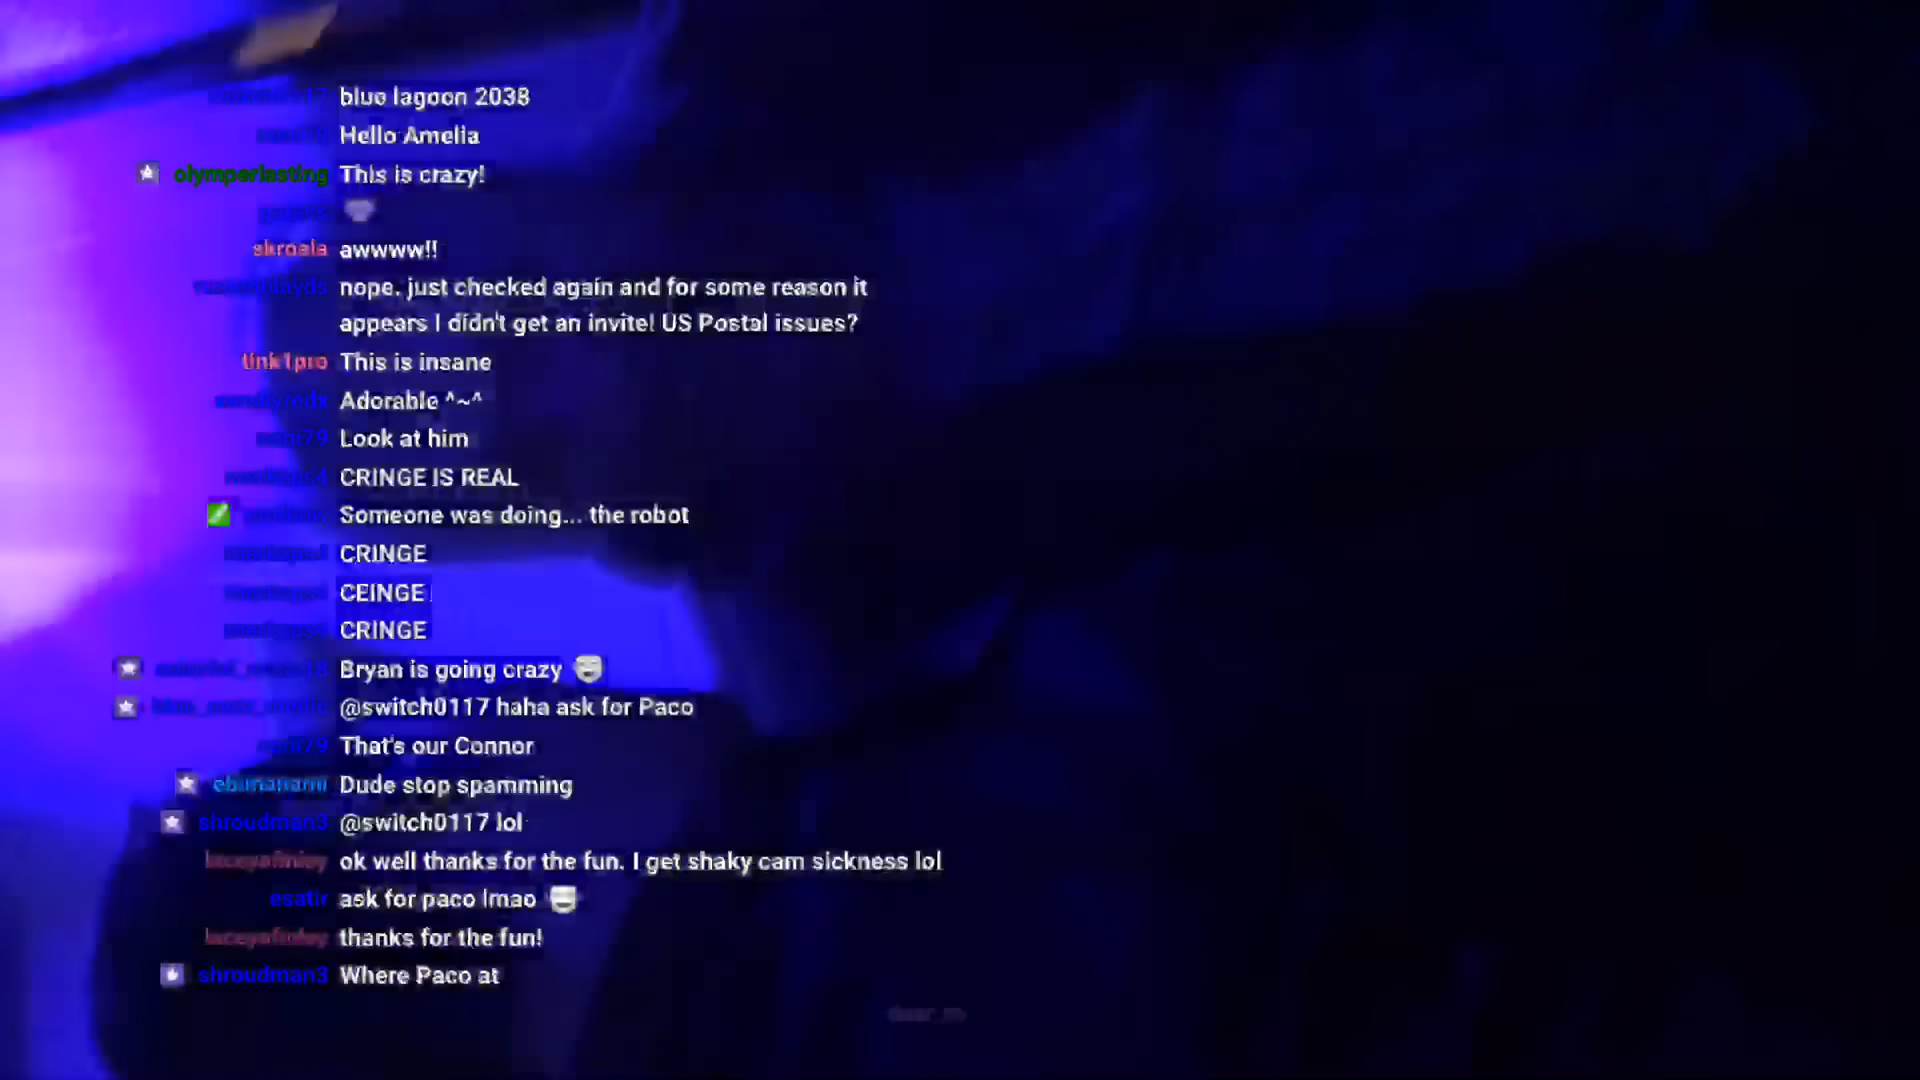 blue lagoon 2038
Hello Amelia
olymperlasting This is crazy!
skroala awwww!!
nope. just checked again and for some reason it
appears I didn't get an invite! US Postal issues?
tink1pro This is insane
Adorable ^~^
Look at him
CRINGE IS REAL
Someone was doing... the robot
CRINGE
CEINGE
CRINGE
Bryan is going crazy
@switch0117 haha ask for Paco
That's our Connor
Dude stop spamming
shroudman3 @switch0117 lol
laceyafinley ok well thanks for the fun. I get shaky cam sickness lol
esatir ask for paco lmao
laceyafinley thanks for the fun!
shroudman3 Where Paco at